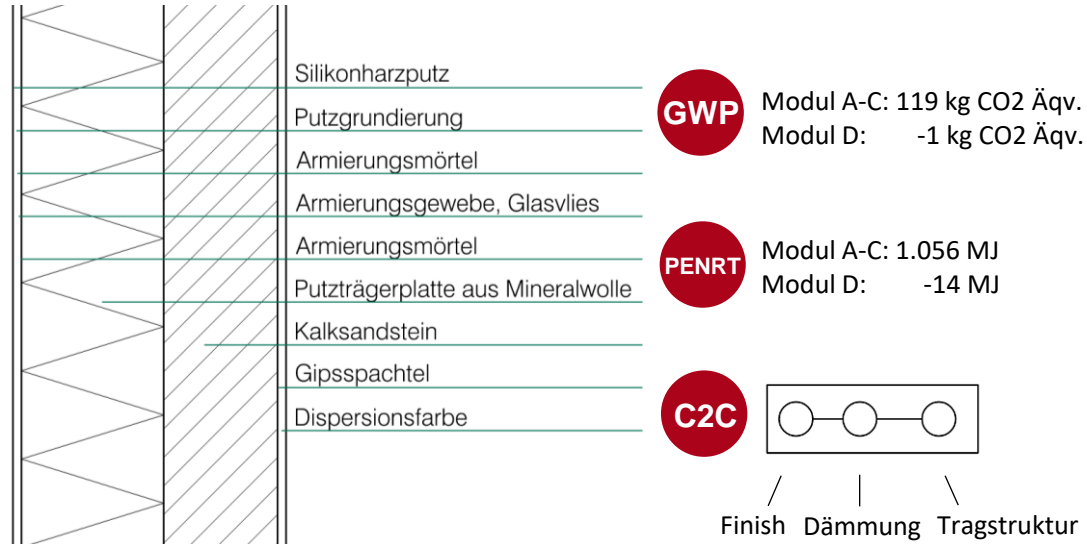 Silikonharzputz
Putzgrundierung
Armierungsmörtel
Armierungsgewebe, Glasvlies
Armierungsmörtel
Putzträgerplatte aus Mineralwolle
Kalksandstein
Gipsspachtel
Dispersionsfarbe
GWP
Modul A-C: 119 kg CO2 Äqv.
Modul D: -1 kg CO2 Äqv.
PENRT
Modul A-C: 1.056 MJ
Modul D: -14 MJ
C2C
Finish Dämmung Tragstruktur